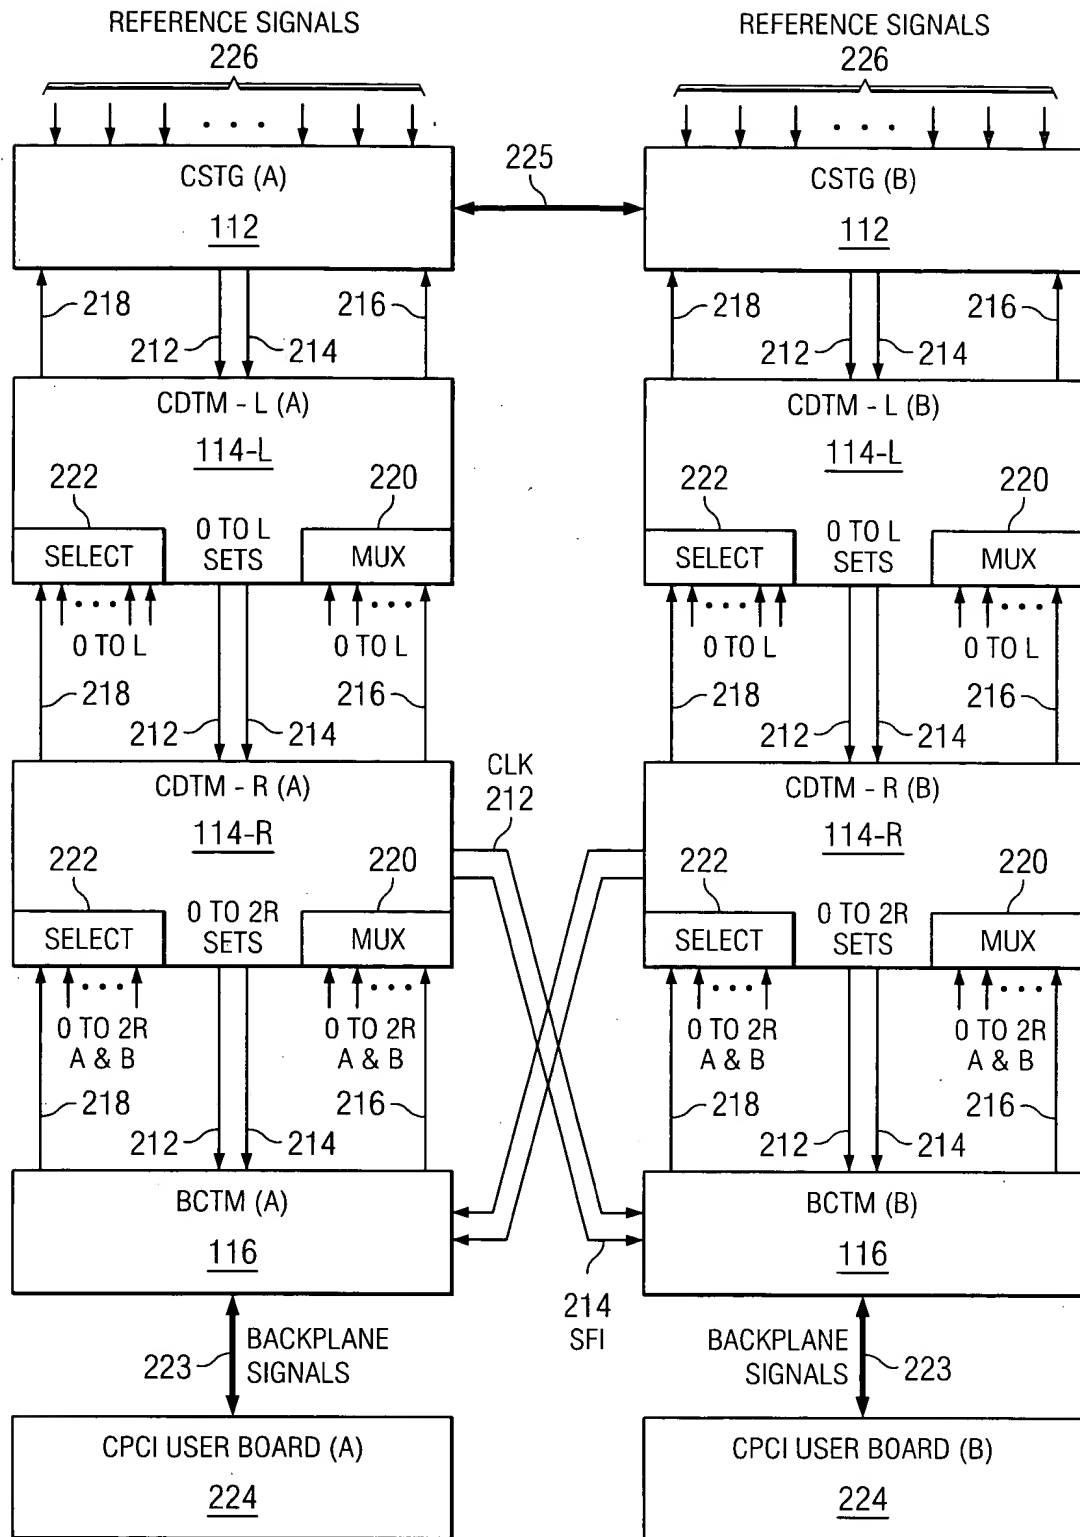 REFERENCE SIGNALS
226
REFERENCE SIGNALS
226
CSTG (A)
112
225
CSTG (B)
112
218
216
212
214
218
216
212
214
CDTM - L (A)
114-L
222
220
SELECT
0 TO L
SETS
MUX
CDTM - L (B)
114-L
222
220
SELECT
0 TO L
SETS
MUX
0 TO L
0 TO L
218
216
212
214
0 TO L
0 TO L
218
216
212
214
CDTM - R (A)
114-R
222
220
SELECT
0 TO 2R
SETS
MUX
CLK
212
CDTM - R (B)
114-R
222
220
SELECT
0 TO 2R
SETS
MUX
0 TO 2R
A & B
0 TO 2R
A & B
218
216
212
214
0 TO 2R
A & B
0 TO 2R
A & B
218
216
212
214
BCTM (A)
116
BCTM (B)
116
214
SFI
223
BACKPLANE
SIGNALS
BACKPLANE
SIGNALS
223
CPCI USER BOARD (A)
224
CPCI USER BOARD (B)
224